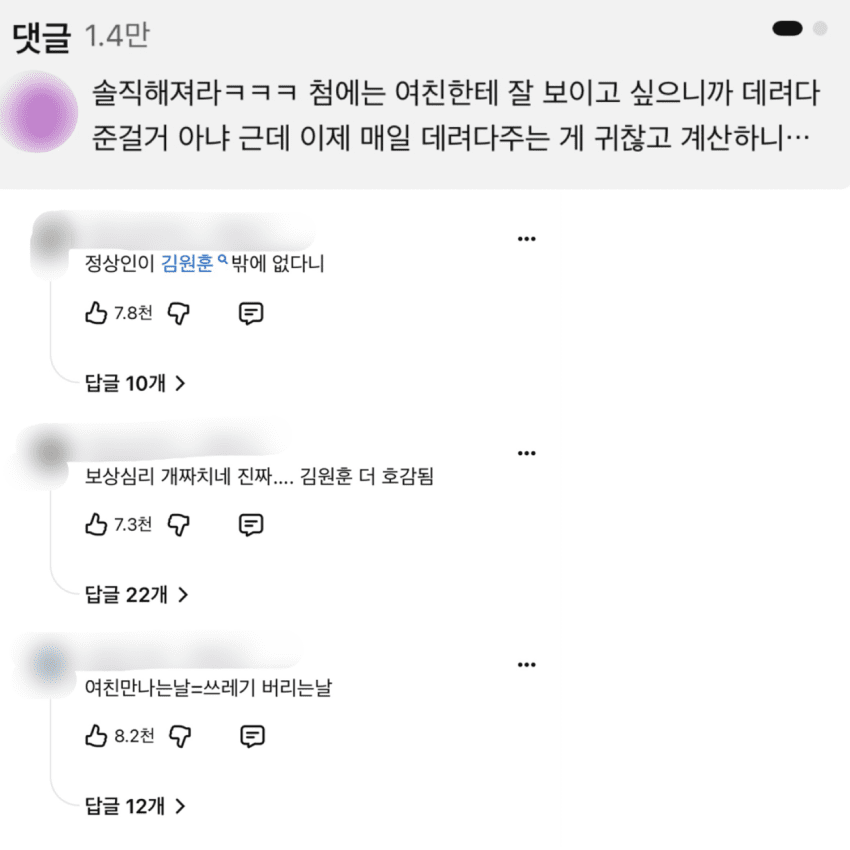 댓글 1.4만
솔직해져라ㅋㅋㅋ 첨에는 여친한테 잘 보이고 싶으니까 데려다
준걸거 아냐 근데 이제 매일 데려다주는 게 귀찮고 계산하니…
정상인이 김원훈 밖에 없다니
7.8천
답글 10개
보상심리 개짜치네 진짜.... 김원훈 더 호감됨
7.3천
답글 22개
여친만나는날=쓰레기 버리는날
8.2천
답글 12개